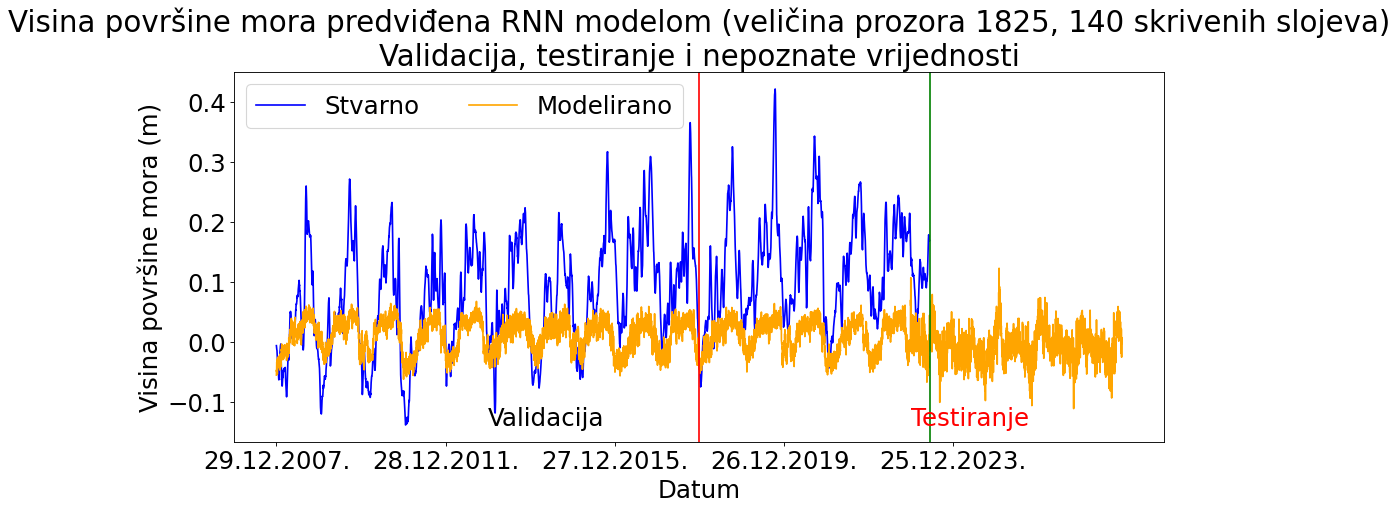 Visina površine mora predviđena RNN modelom (veličina prozora 1825, 140 skrivenih slojeva)
Validacija, testiranje i nepoznate vrijednosti
Stvarno Modelirano
Visina površine mora (m)
0.4
0.3
0.2
0.1
0.0
−0.1
Validacija Testiranje
29.12.2007. 28.12.2011. 27.12.2015. 26.12.2019. 25.12.2023.
Datum